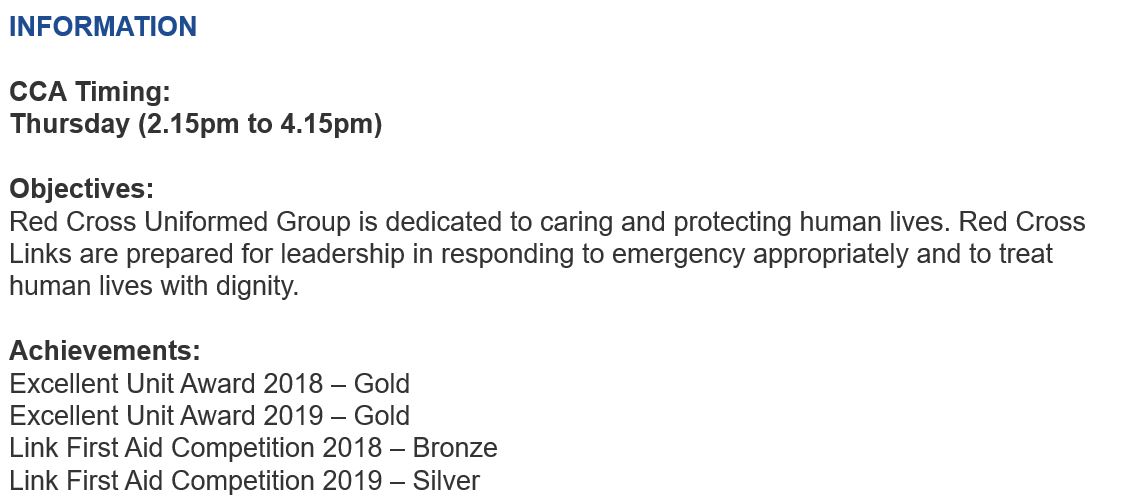 INFORMATION
CCA Timing:
Thursday (2.15pm to 4.15pm)
Objectives:
Red Cross Uniformed Group is dedicated to caring and protecting human lives. Red Cross
Links are prepared for leadership in responding to emergency appropriately and to treat
human lives with dignity.
Achievements:
Excellent Unit Award 2018 – Gold
Excellent Unit Award 2019 – Gold
Link First Aid Competition 2018 – Bronze
Link First Aid Competition 2019 – Silver